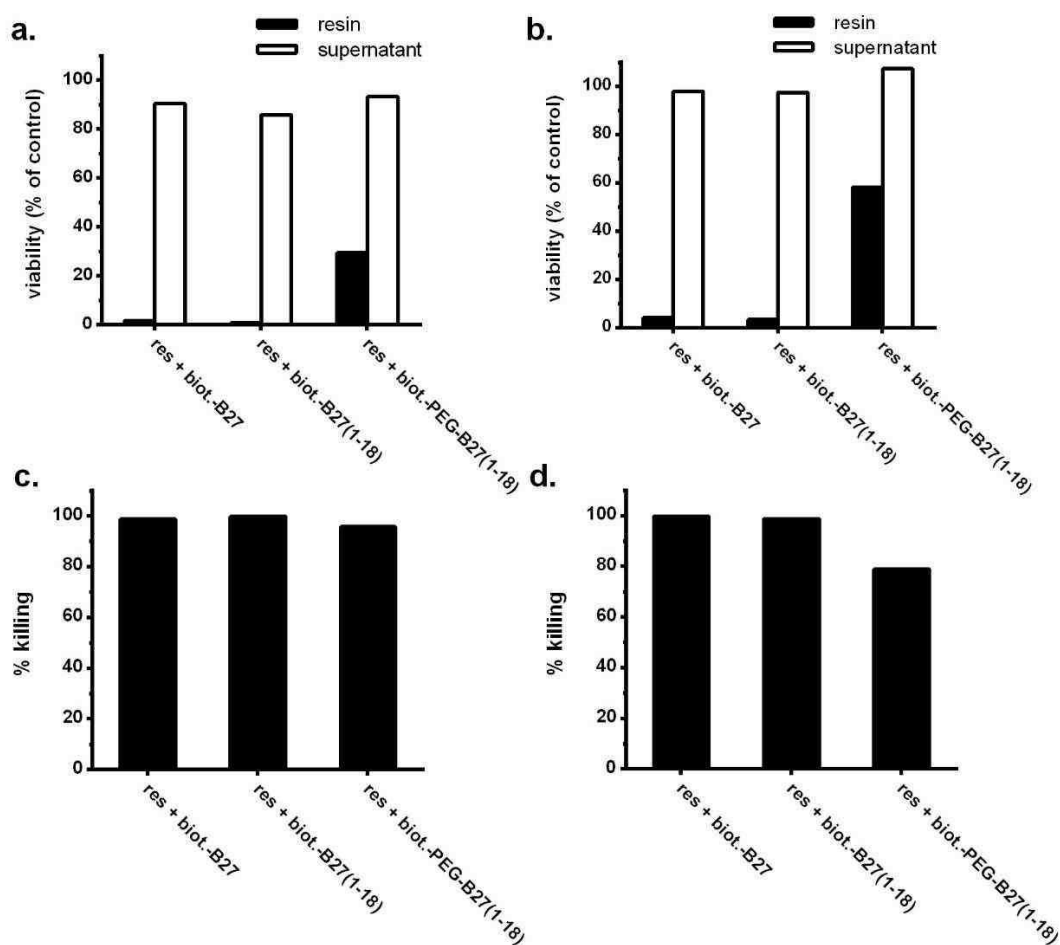 a.
resin
supernatant
viability (% of control)
100
80
60
40
20
0
res + biot.-B27
res + biot.-B27(1-18)
res + biot.-PEG-B27(1-18)
b.
resin
supernatant
viability (% of control)
100
80
60
40
20
0
res + biot.-B27
res + biot.-B27(1-18)
res + biot.-PEG-B27(1-18)
c.
% killing
100
80
60
40
20
0
res + biot.-B27
res + biot.-B27(1-18)
res + biot.-PEG-B27(1-18)
d.
% killing
100
80
60
40
20
0
res + biot.-B27
res + biot.-B27(1-18)
res + biot.-PEG-B27(1-18)